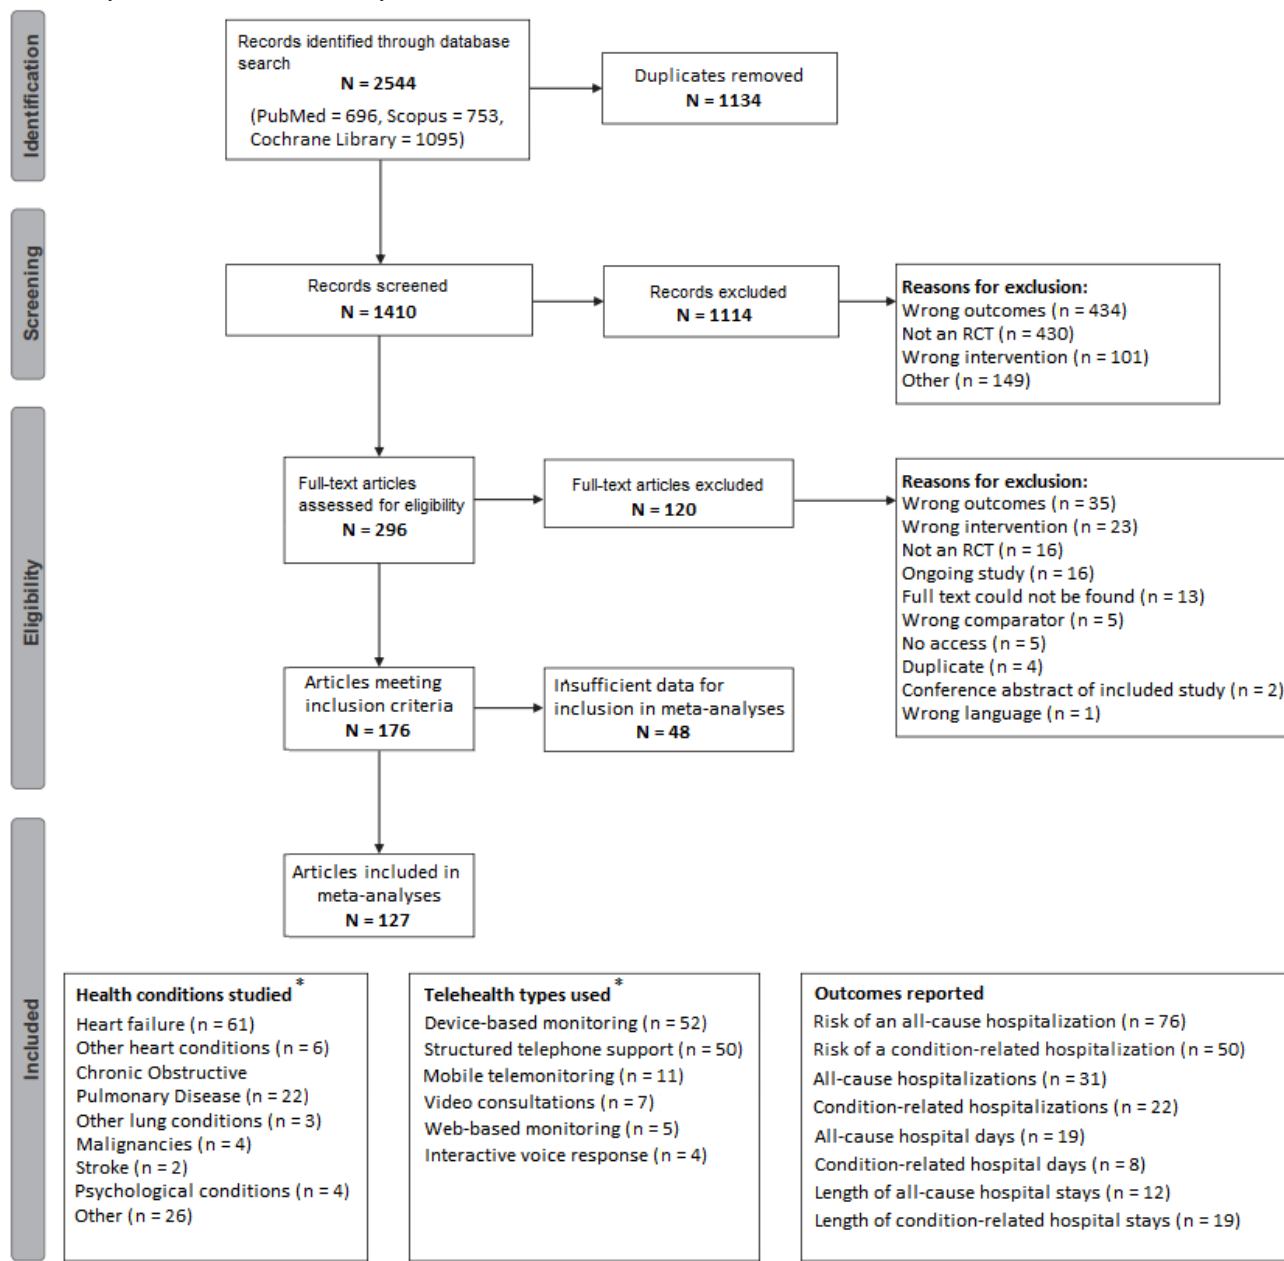 Identification
Records identified through database
search
N = 2544
(PubMed = 696, Scopus = 753,
Cochrane Library = 1095)
Duplicates removed
N = 1134
Screening
Records screened
N = 1410
Records excluded
N = 1114
Reasons for exclusion:
Wrong outcomes (n = 434)
Not an RCT (n = 430)
Wrong intervention (n = 101)
Other (n = 149)
Eligibility
Full-text articles
assessed for eligibility
N = 296
Full-text articles excluded
N = 120
Reasons for exclusion:
Wrong outcomes (n = 35)
Wrong intervention (n = 23)
Not an RCT (n = 16)
Ongoing study (n = 16)
Full text could not be found (n = 13)
Wrong comparator (n = 5)
No access (n = 5)
Duplicate (n = 4)
Conference abstract of included study (n = 2)
Wrong language (n = 1)
Articles meeting
inclusion criteria
N = 176
Insufficient data for
inclusion in meta-analyses
N = 48
Included
Articles included in
meta-analyses
N = 127
Health conditions studied *
Heart failure (n = 61)
Other heart conditions (n = 6)
Chronic Obstructive
Pulmonary Disease (n = 22)
Other lung conditions (n = 3)
Malignancies (n = 4)
Stroke (n = 2)
Psychological conditions (n = 4)
Other (n = 26)
Telehealth types used *
Device-based monitoring (n = 52)
Structured telephone support (n = 50)
Mobile telemonitoring (n = 11)
Video consultations (n = 7)
Web-based monitoring (n = 5)
Interactive voice response (n = 4)
Outcomes reported
Risk of an all-cause hospitalization (n = 76)
Risk of a condition-related hospitalization (n = 50)
All-cause hospitalizations (n = 31)
Condition-related hospitalizations (n = 22)
All-cause hospital days (n = 19)
Condition-related hospital days (n = 8)
Length of all-cause hospital stays (n = 12)
Length of condition-related hospital stays (n = 19)